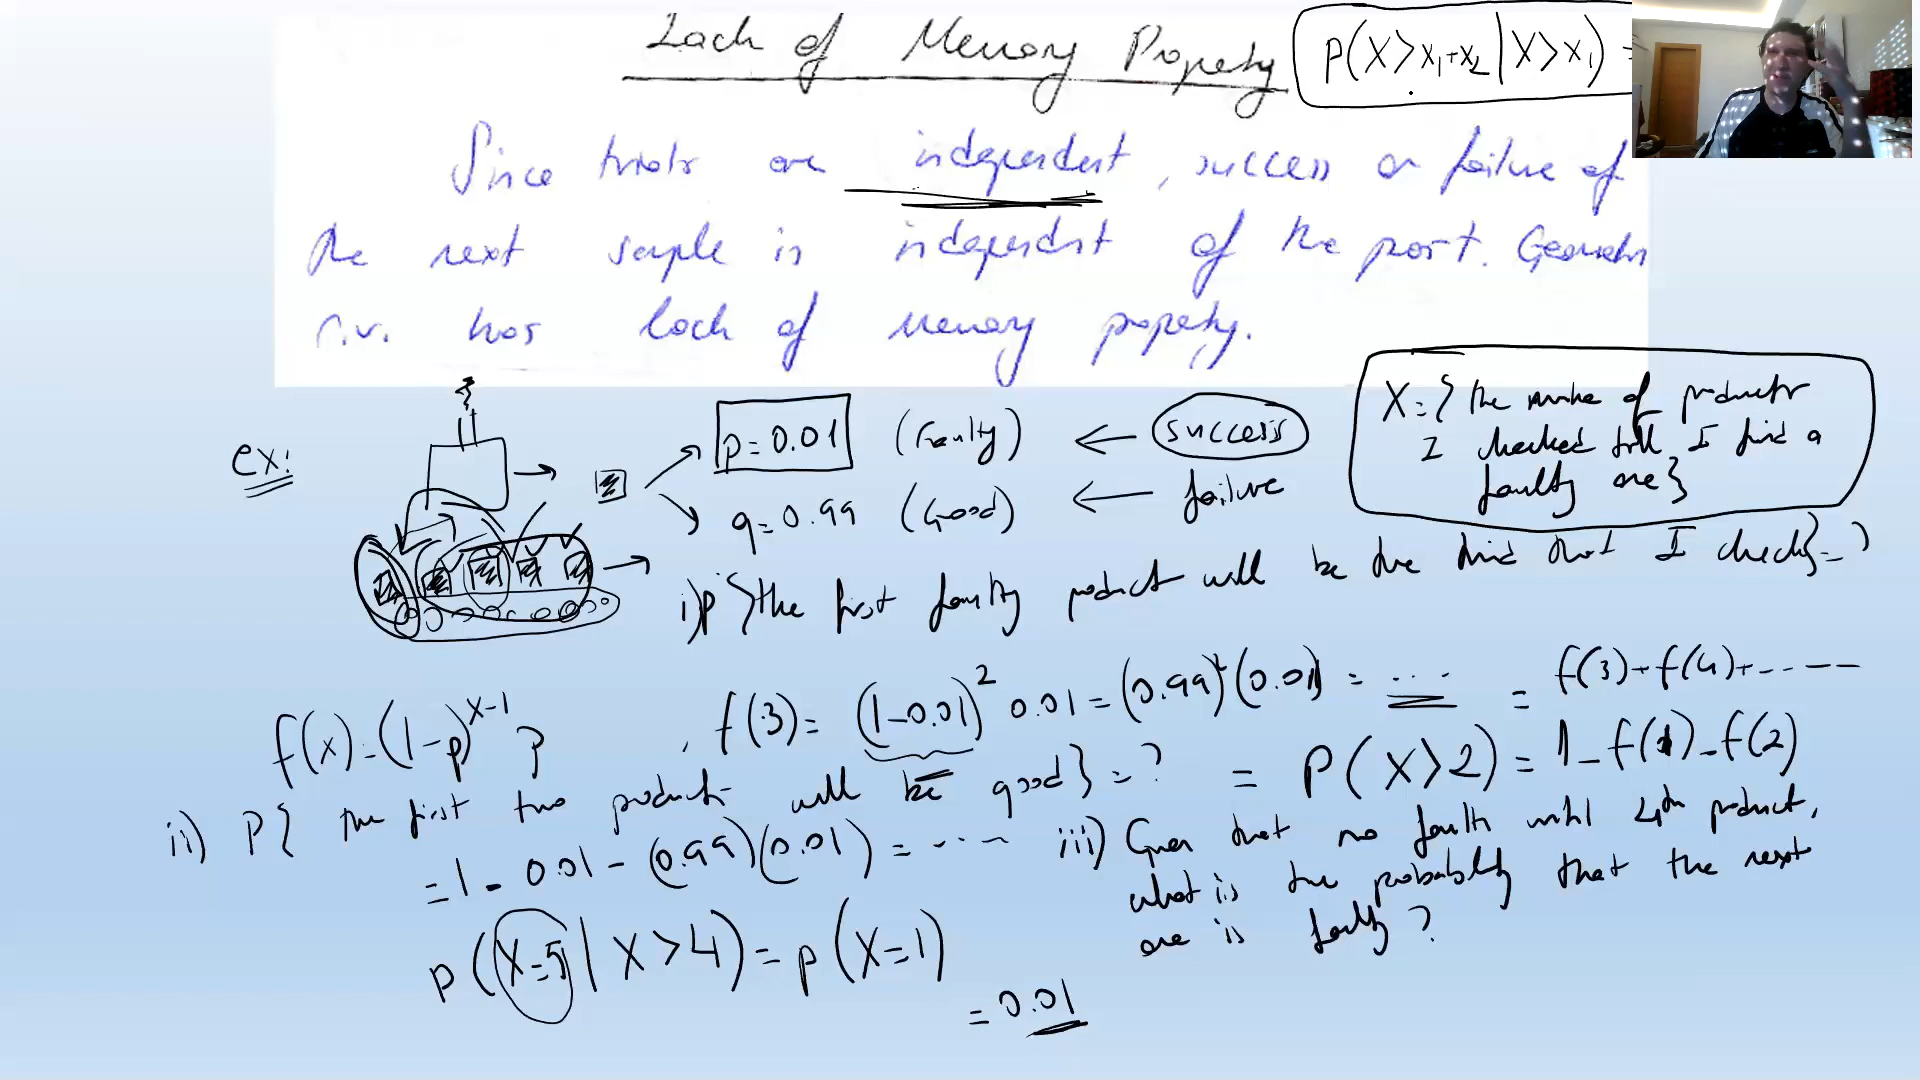 Lack of Memory Property
P(X>x₁+x₂|X>x₁) =
Since trials are independent, success or failure of
the next sample is independent of the past. Geometric
r.v. has lack of memory property.
ex:
p=0.01 (Faulty) ← success
q=0.99 (Good) ← failure
X={the number of products
I checked till I find a
faulty one}
i) P{the first faulty product will be the third that I check}=?
f(x)=(1-p)^(x-1) p, f(3)=(1-0.01)² 0.01=(0.99)²(0.01)=....
ii) P{the first two products will be good}=? = P(X>2)=1-f(1)-f(2)
=f(3)+f(4)+.....
=1-0.01-(0.99)(0.01)=....
iii) Given that no fault until 4th product,
what is the probability that the next
one is faulty?
p(X=5|X>4)=p(X=1)
=0.01